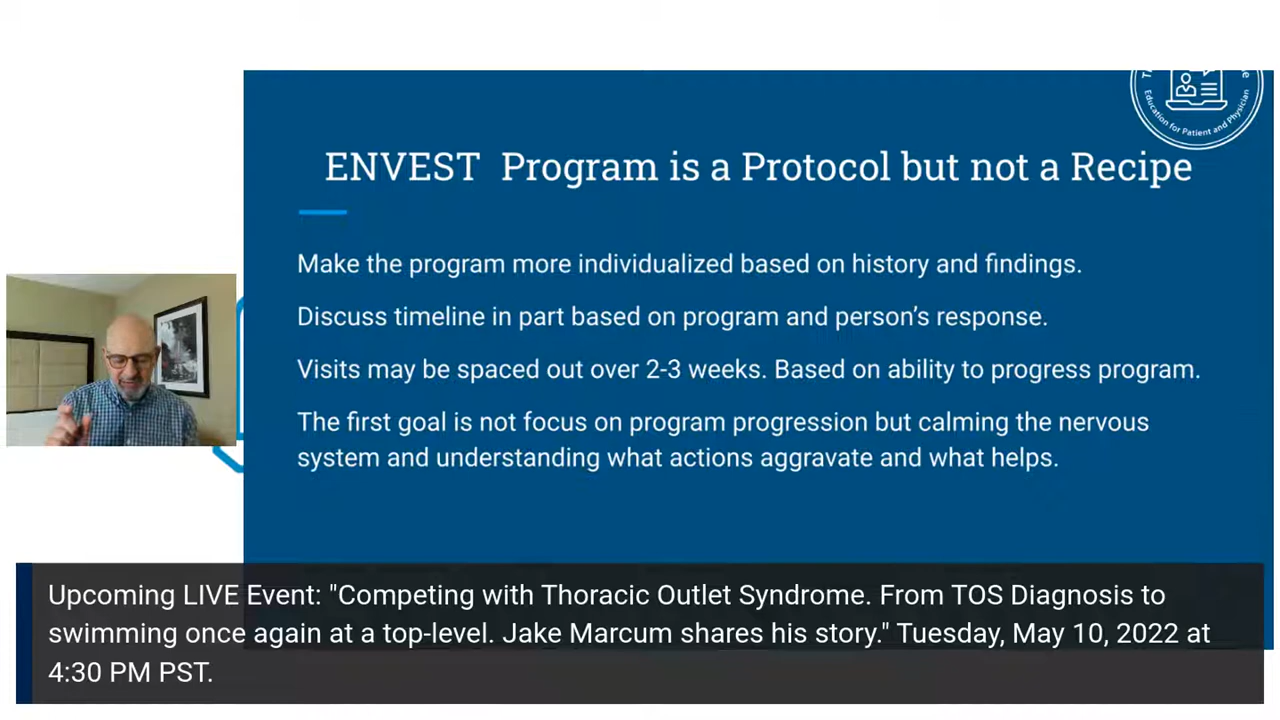 Education for Patient and Physician
ENVEST Program is a Protocol but not a Recipe
Make the program more individualized based on history and findings.
Discuss timeline in part based on program and person’s response.
Visits may be spaced out over 2-3 weeks. Based on ability to progress program.
The first goal is not focus on program progression but calming the nervous
system and understanding what actions aggravate and what helps.
Upcoming LIVE Event: "Competing with Thoracic Outlet Syndrome. From TOS Diagnosis to
swimming once again at a top-level. Jake Marcum shares his story." Tuesday, May 10, 2022 at
4:30 PM PST.